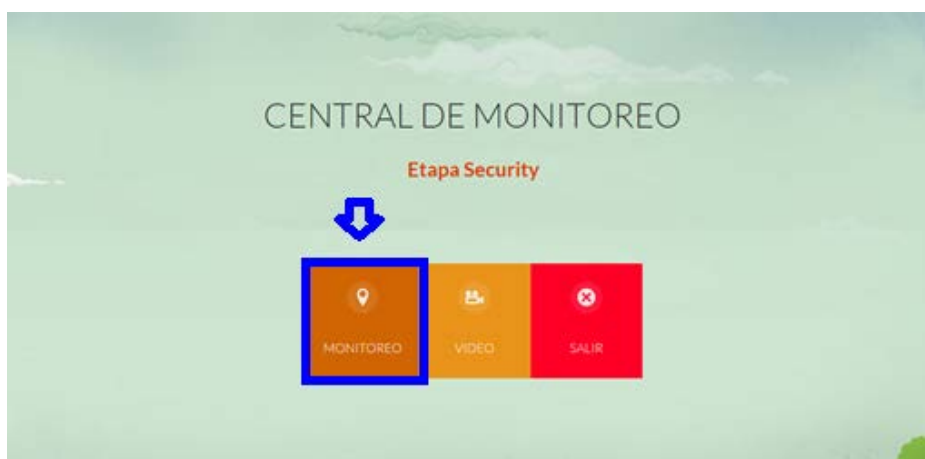 CENTRAL DE MONITOREO
Etapa Security
MONITOREO VIDEO SALIR